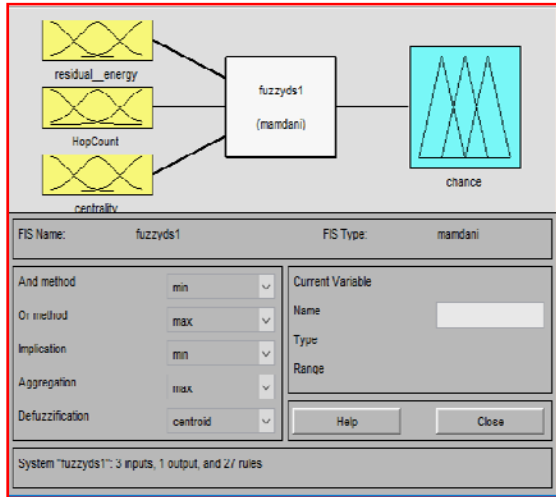 residual__energy
HopCount
centrality
fuzzyds1
(mamdani)
chance
FIS Name: fuzzyds1 FIS Type: mamdani
And method min
Or method max
Implication min
Aggregation max
Defuzzification centroid
Current Variable
Name
Type
Range
Help Close
System "fuzzyds1": 3 inputs, 1 output, and 27 rules